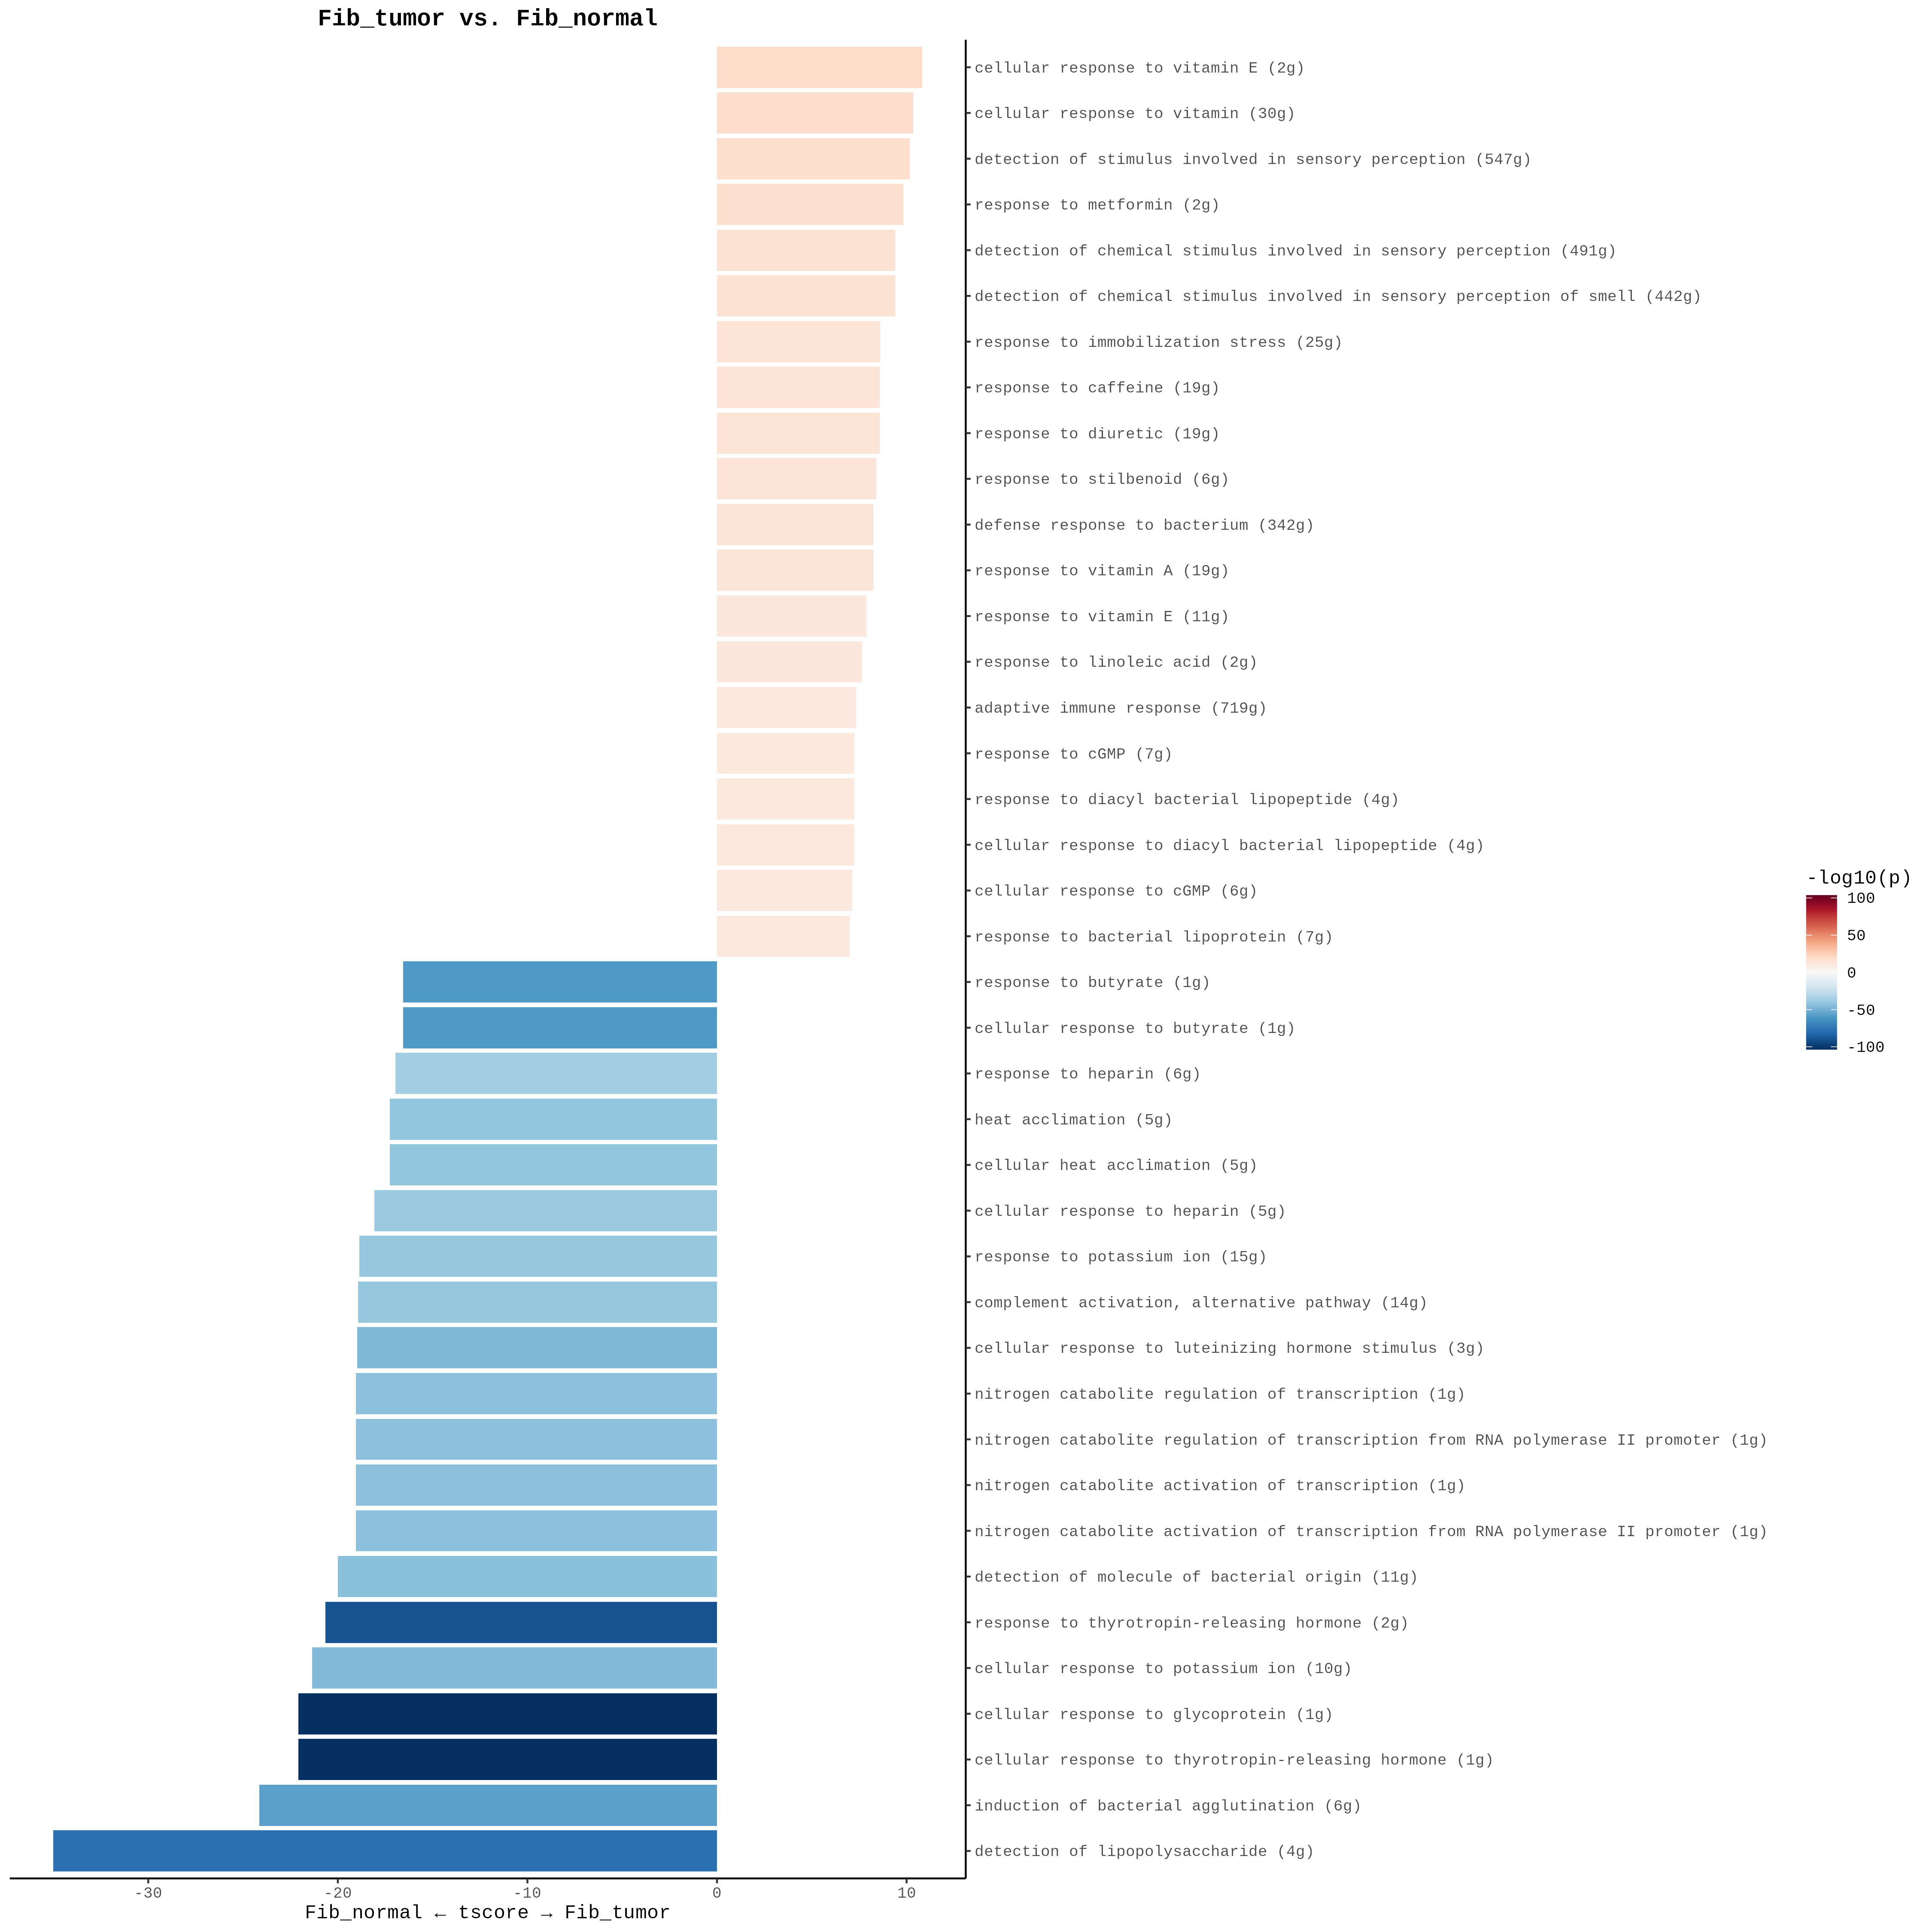 Fib_tumor vs. Fib_normal
cellular response to vitamin E (2g)
cellular response to vitamin (30g)
detection of stimulus involved in sensory perception (547g)
response to metformin (2g)
detection of chemical stimulus involved in sensory perception (491g)
detection of chemical stimulus involved in sensory perception of smell (442g)
response to immobilization stress (25g)
response to caffeine (19g)
response to diuretic (19g)
response to stilbenoid (6g)
defense response to bacterium (342g)
response to vitamin A (19g)
response to vitamin E (11g)
response to linoleic acid (2g)
adaptive immune response (719g)
response to cGMP (7g)
response to diacyl bacterial lipopeptide (4g)
cellular response to diacyl bacterial lipopeptide (4g)
cellular response to cGMP (6g)
response to bacterial lipoprotein (7g)
response to butyrate (1g)
cellular response to butyrate (1g)
response to heparin (6g)
heat acclimation (5g)
cellular heat acclimation (5g)
cellular response to heparin (5g)
response to potassium ion (15g)
complement activation, alternative pathway (14g)
cellular response to luteinizing hormone stimulus (3g)
nitrogen catabolite regulation of transcription (1g)
nitrogen catabolite regulation of transcription from RNA polymerase II promoter (1g)
nitrogen catabolite activation of transcription (1g)
nitrogen catabolite activation of transcription from RNA polymerase II promoter (1g)
detection of molecule of bacterial origin (11g)
response to thyrotropin-releasing hormone (2g)
cellular response to potassium ion (10g)
cellular response to glycoprotein (1g)
cellular response to thyrotropin-releasing hormone (1g)
induction of bacterial agglutination (6g)
detection of lipopolysaccharide (4g)
-log10(p)
100
50
0
-50
-100
-30 -20 -10 0 10
Fib_normal ← tscore → Fib_tumor